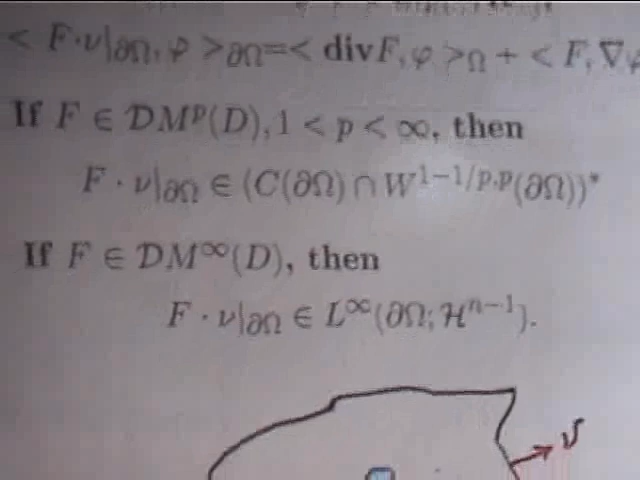 < F·ν|∂Ω, φ >∂Ω=< divF, φ >Ω + < F, ∇φ
If F ∈ DM^p(D), 1 < p < ∞, then
F · ν|∂Ω ∈ (C(∂Ω) ∩ W^{1−1/p,p}(∂Ω))*
If F ∈ DM^∞(D), then
F · ν|∂Ω ∈ L^∞(∂Ω; H^{n−1}).
ν